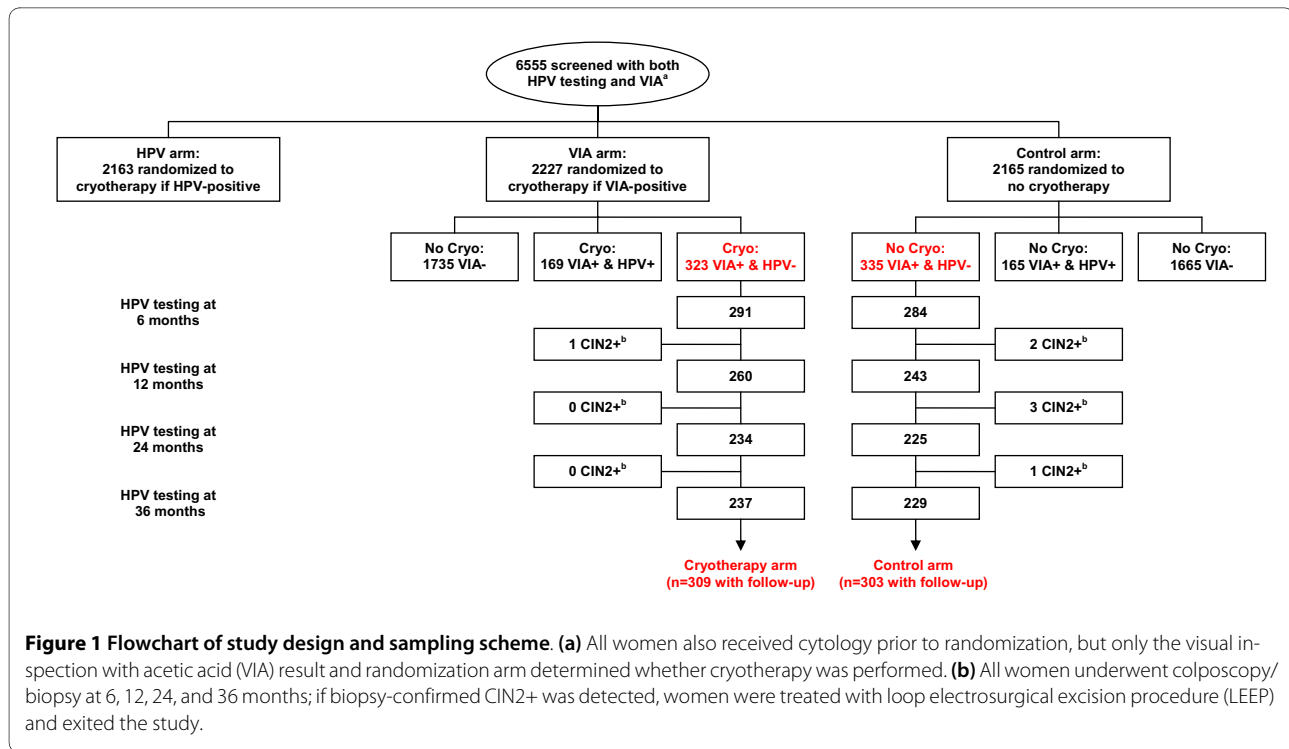 6555 screened with both
HPV testing and VIAᵃ
HPV arm:
2163 randomized to
cryotherapy if HPV-positive
VIA arm:
2227 randomized to
cryotherapy if VIA-positive
Control arm:
2165 randomized to
no cryotherapy
No Cryo:
1735 VIA-
Cryo:
169 VIA+ & HPV+
Cryo:
323 VIA+ & HPV-
No Cryo:
335 VIA+ & HPV-
No Cryo:
165 VIA+ & HPV+
No Cryo:
1665 VIA-
HPV testing at
6 months
291
284
1 CIN2+ᵇ
2 CIN2+ᵇ
HPV testing at
12 months
260
243
0 CIN2+ᵇ
3 CIN2+ᵇ
HPV testing at
24 months
234
225
0 CIN2+ᵇ
1 CIN2+ᵇ
HPV testing at
36 months
237
229
Cryotherapy arm
(n=309 with follow-up)
Control arm
(n=303 with follow-up)
Figure 1 Flowchart of study design and sampling scheme. (a) All women also received cytology prior to randomization, but only the visual in-
spection with acetic acid (VIA) result and randomization arm determined whether cryotherapy was performed. (b) All women underwent colposcopy/
biopsy at 6, 12, 24, and 36 months; if biopsy-confirmed CIN2+ was detected, women were treated with loop electrosurgical excision procedure (LEEP)
and exited the study.